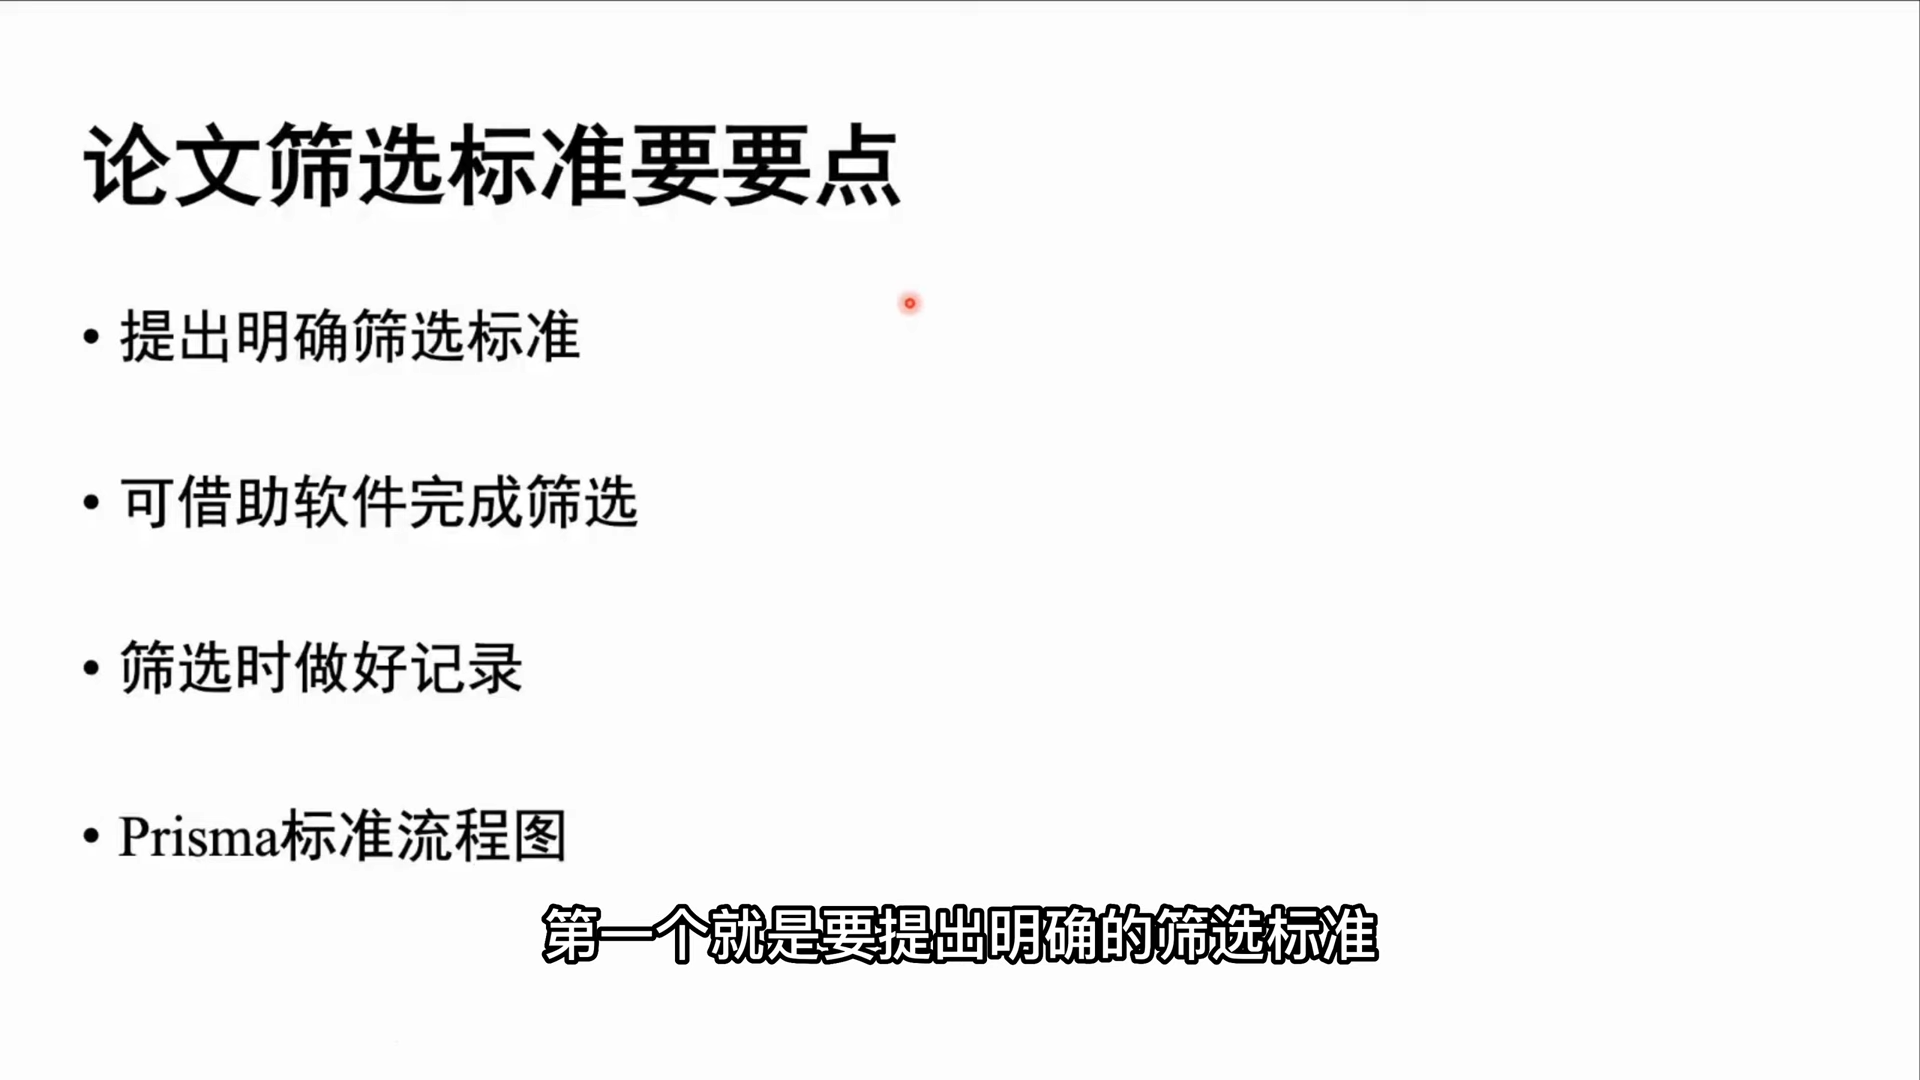 论文筛选标准要要点
• 提出明确筛选标准
• 可借助软件完成筛选
• 筛选时做好记录
• Prisma标准流程图
第一个就是要提出明确的筛选标准